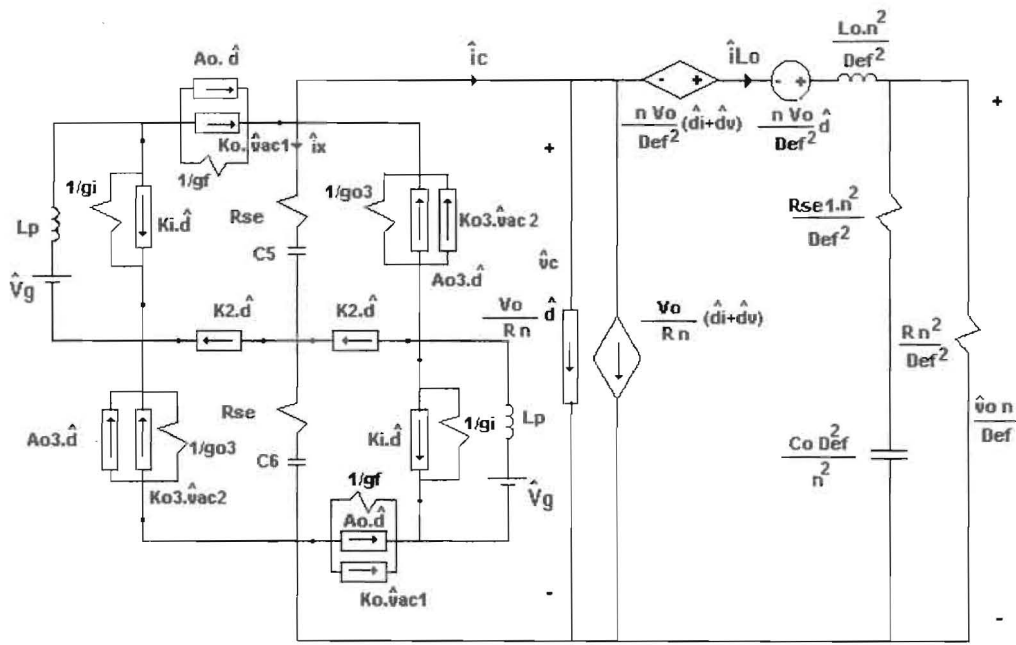 Ao. d̂
Ko. v̂ac1
1/gf
îx
îc
îLo
Lo.n²
Def²
- +
- +
n Vo
Def²
(d̂i+d̂v)
n Vo
Def²
d̂
+
+
1/gi
Ki.d̂
Lp
V̂g
Rse
C5
1/go3
Ko3.v̂ac 2
Ao3.d̂
Rse1.n²
Def²
v̂c
K2.d̂
K2.d̂
Vo
R n
d̂
Vo
R n
(d̂i+d̂v)
R n²
Def²
Ao3.d̂
1/go3
Ko3.v̂ac2
Rse
C6
Ki.d̂
1/gi
Lp
V̂g
Co Def²
n²
v̂o n
Def
1/gf
Ao.d̂
Ko.v̂ac1
-
-